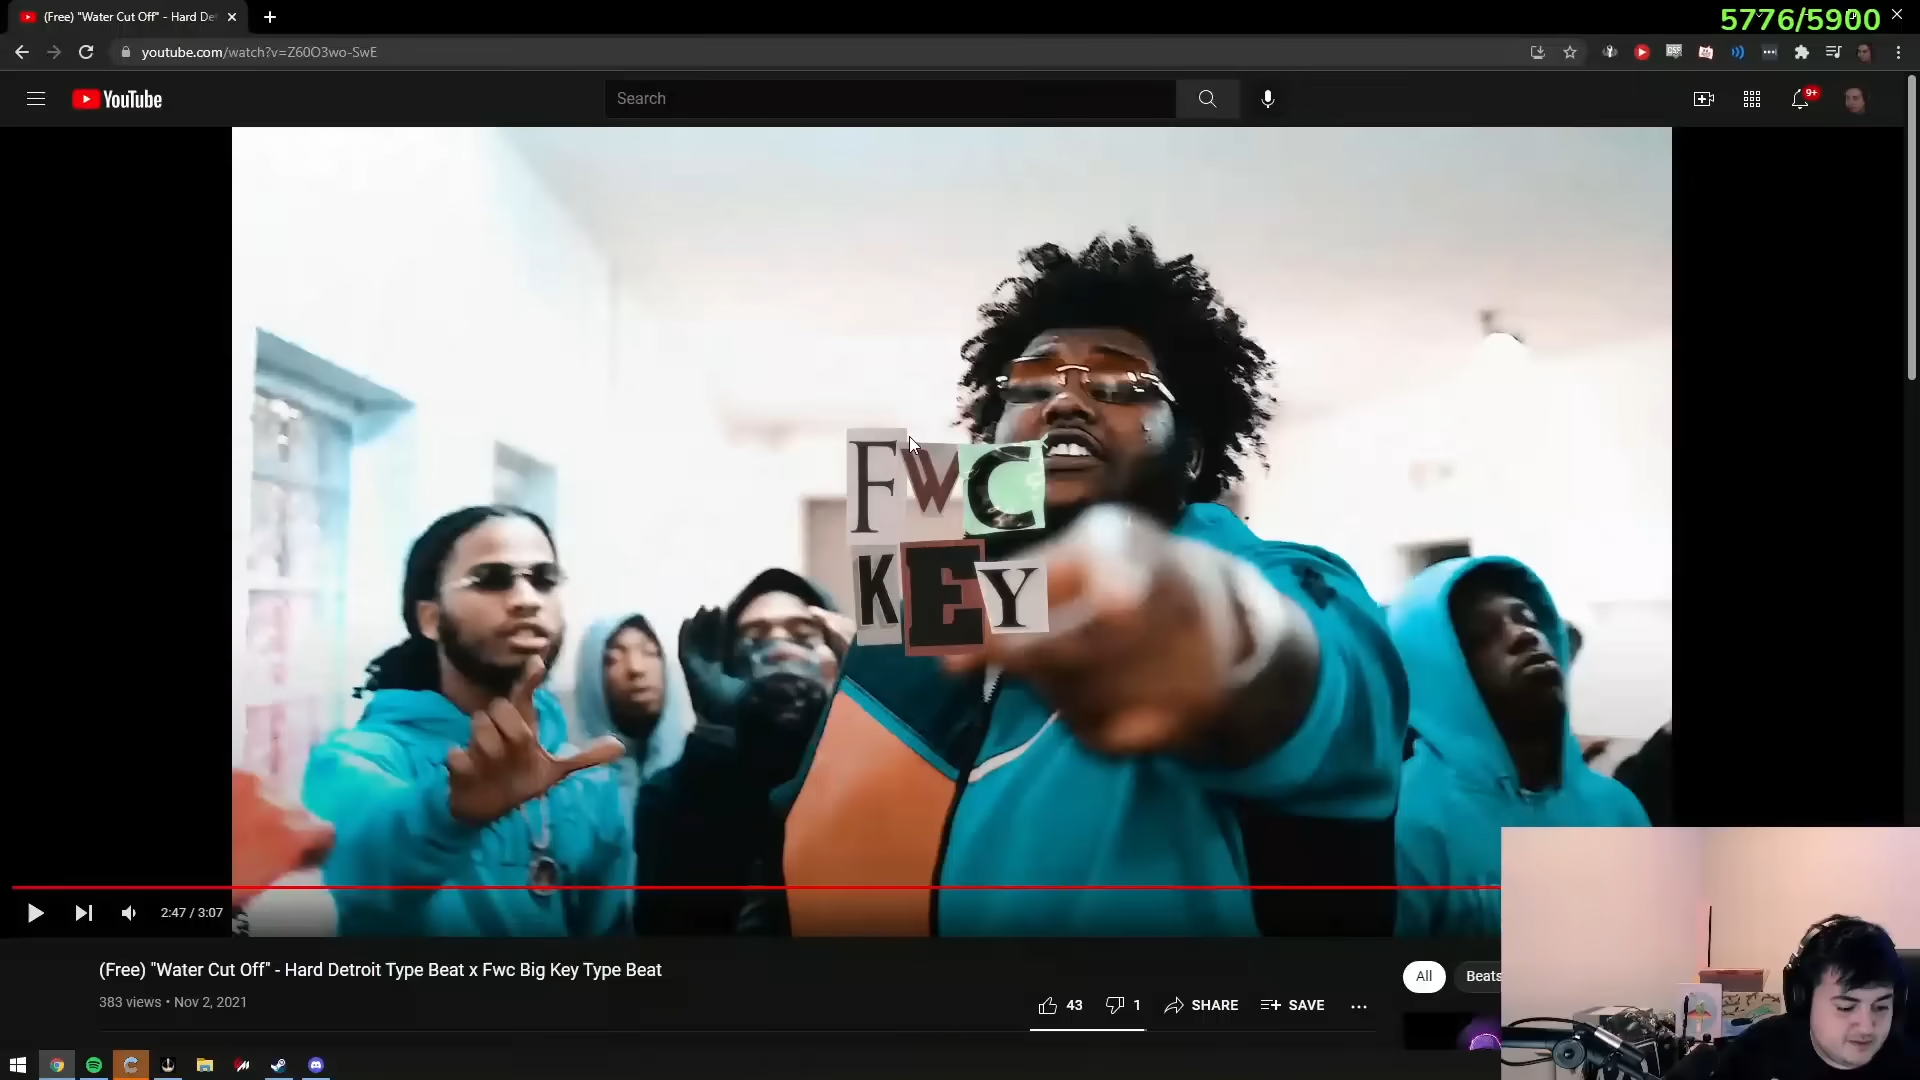 (Free) "Water Cut Off" - Hard De
5776/5900
youtube.com/watch?v=Z60O3wo-SwE
YouTube
Search
9+
FWC
KEY
2:47 / 3:07
(Free) "Water Cut Off" - Hard Detroit Type Beat x Fwc Big Key Type Beat
383 views • Nov 2, 2021
43
1
SHARE
SAVE
All
Beats